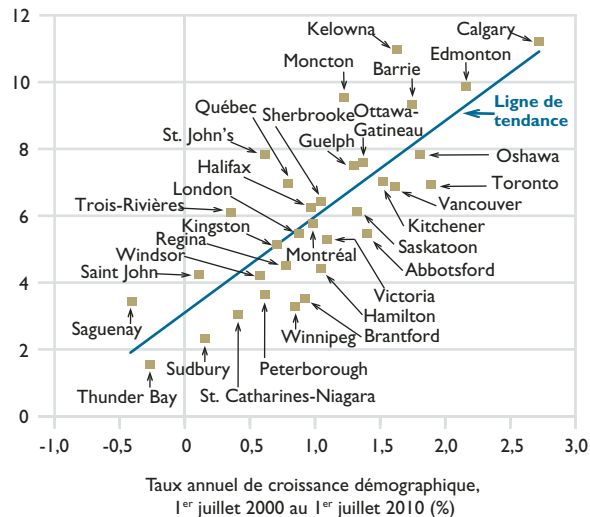 12
10
8
6
4
2
0
Kelowna
Calgary
Moncton
Barrie
Edmonton
Québec
Sherbrooke
Ottawa-
Gatineau
Ligne de
tendance
St. John's
Guelph
Halifax
Oshawa
London
Toronto
Trois-Rivières
Vancouver
Kingston
Kitchener
Regina
Montréal
Saskatoon
Windsor
Abbotsford
Saint John
Victoria
Hamilton
Saguenay
Winnipeg
Brantford
Sudbury
Peterborough
Thunder Bay
St. Catharines-Niagara
-1,0 -0,5 0 0,5 1,0 1,5 2,0 2,5 3,0
Taux annuel de croissance démographique,
1er juillet 2000 au 1er juillet 2010 (%)